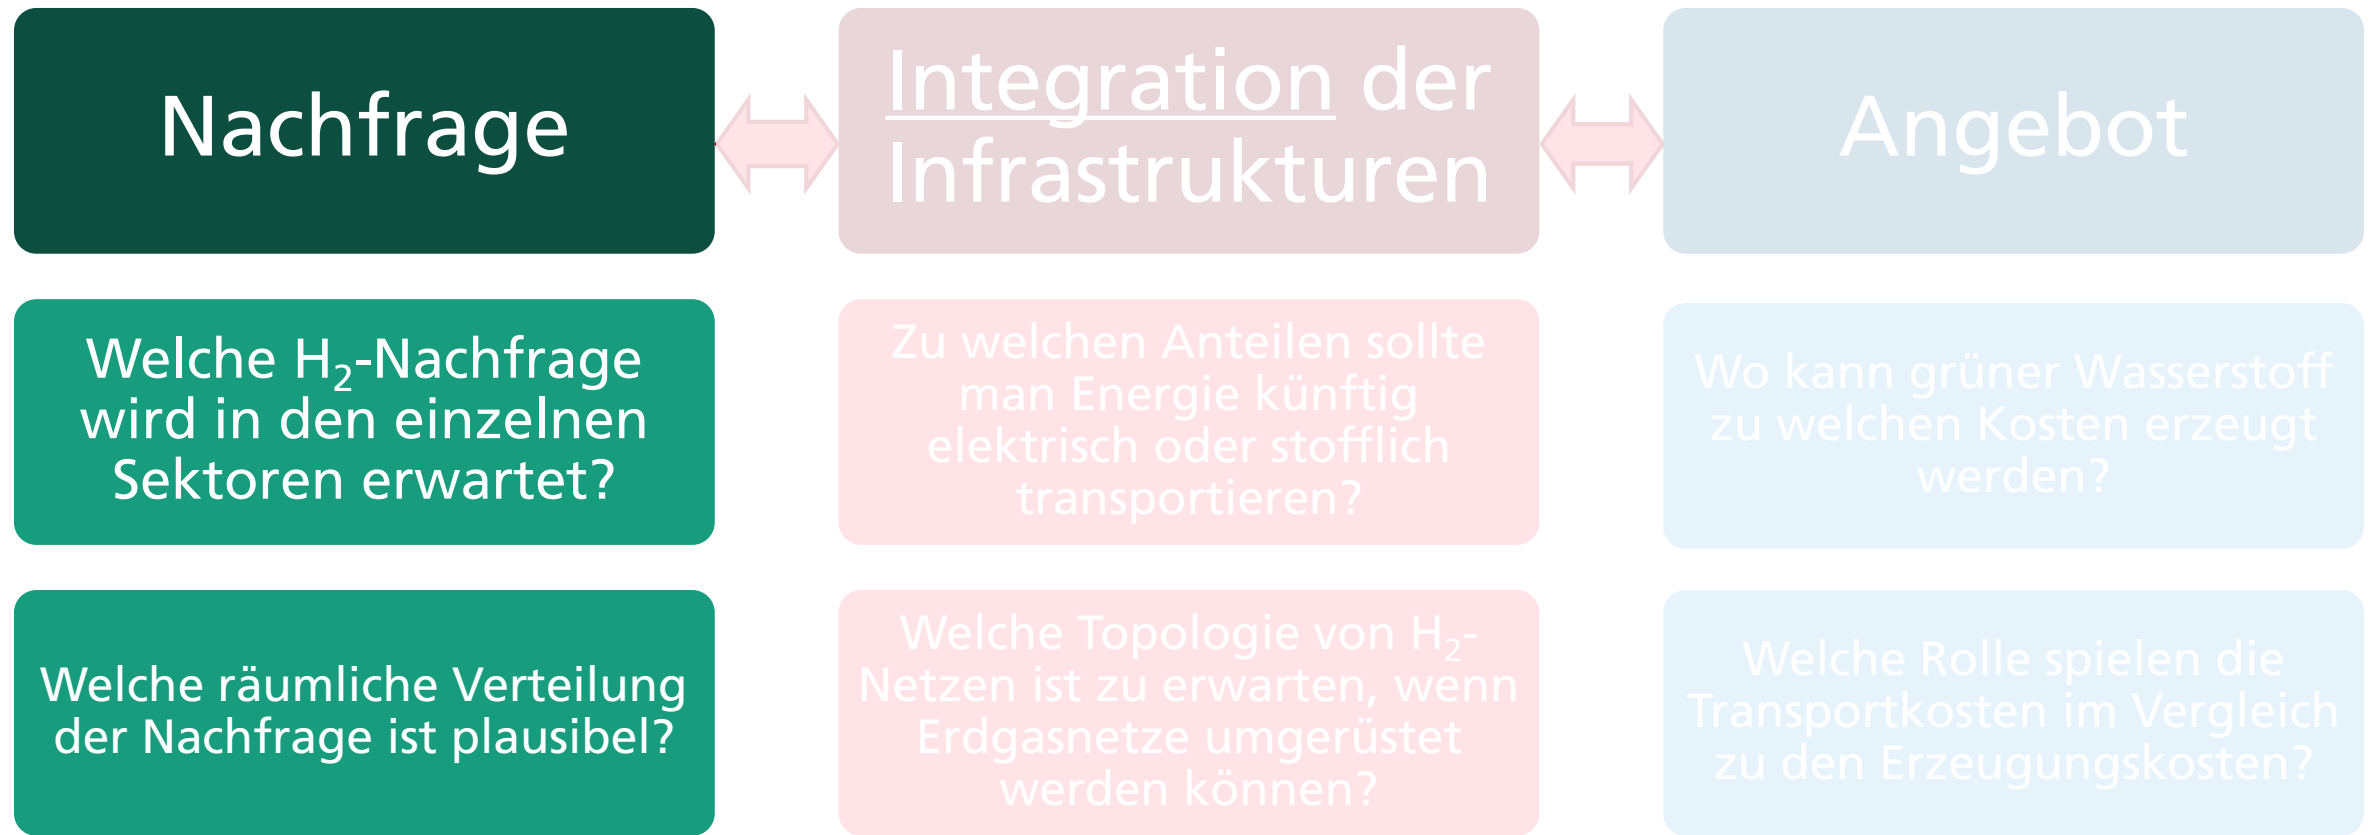 Nachfrage
Welche H₂-Nachfrage
wird in den einzelnen
Sektoren erwartet?
Welche räumliche Verteilung
der Nachfrage ist plausibel?
Integration der
Infrastrukturen
Zu welchen Anteilen sollte
man Energie künftig
elektrisch oder stofflich
transportieren?
Welche Topologie von H₂-
Netzen ist zu erwarten, wenn
Erdgasnetze umgerüstet
werden können?
Angebot
Wo kann grüner Wasserstoff
zu welchen Kosten erzeugt
werden?
Welche Rolle spielen die
Transportkosten im Vergleich
zu den Erzeugungskosten?